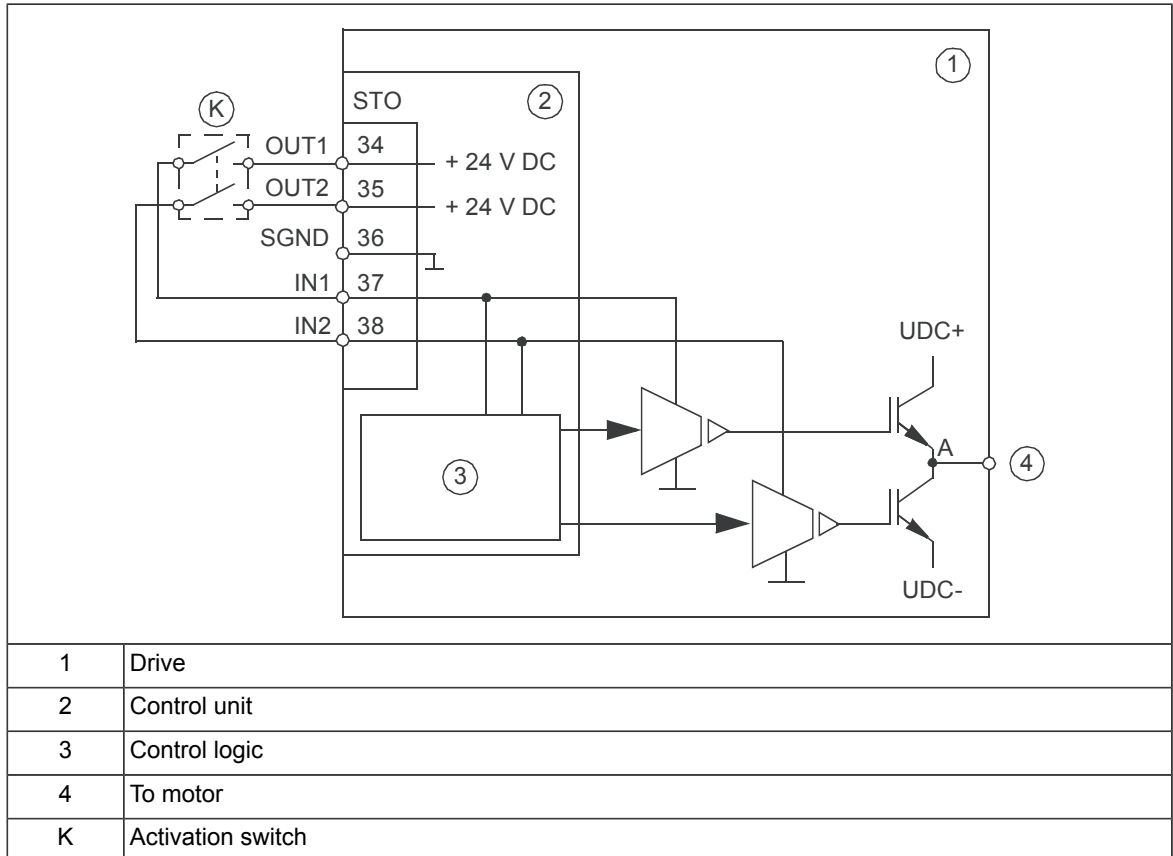 1
K
STO
2
OUT1 34 + 24 V DC
OUT2 35 + 24 V DC
SGND 36
IN1 37
IN2 38
UDC+
3
A
4
UDC-
1 Drive
2 Control unit
3 Control logic
4 To motor
K Activation switch